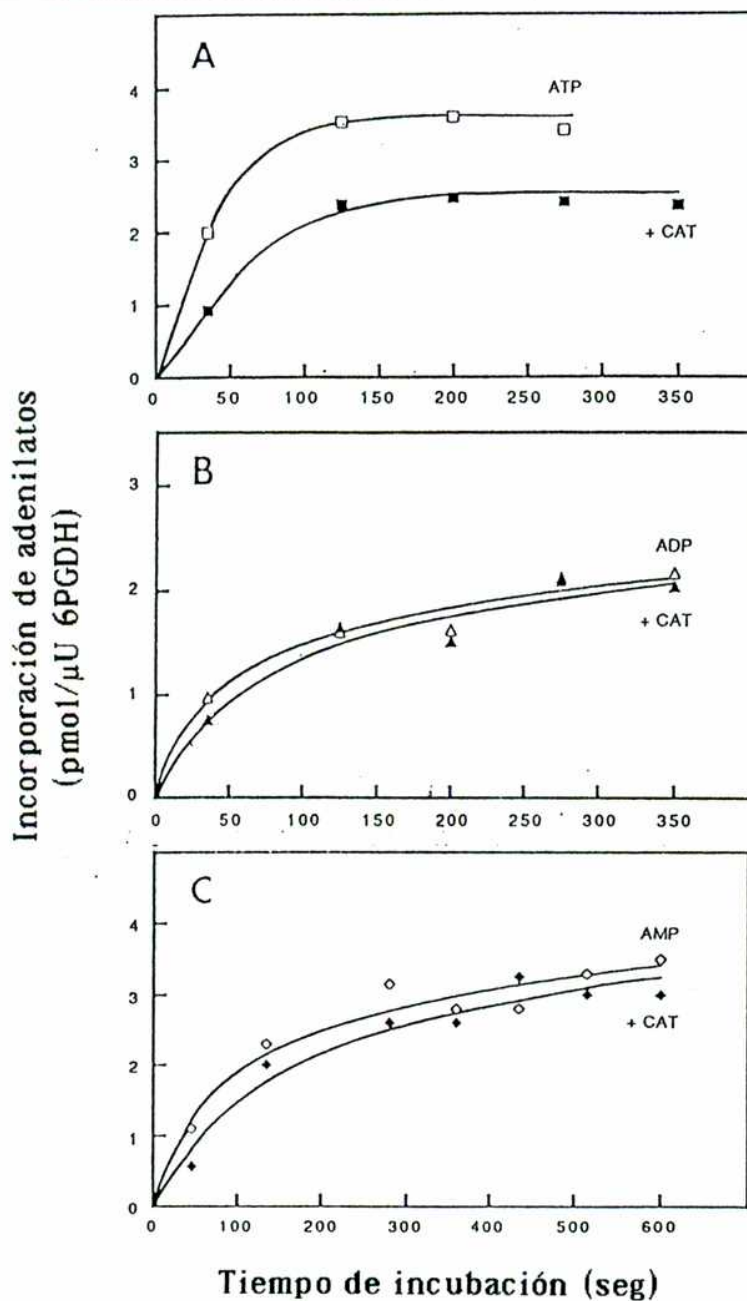 Incorporación de adenilatos
(pmol/μU 6PGDH)
A
ATP
+ CAT
4
3
2
1
0
0 50 100 150 200 250 300 350
B
ADP
+ CAT
3
2
1
0
0 50 100 150 200 250 300 350
C
AMP
+ CAT
4
3
2
1
0
0 100 200 300 400 500 600
Tiempo de incubación (seg)